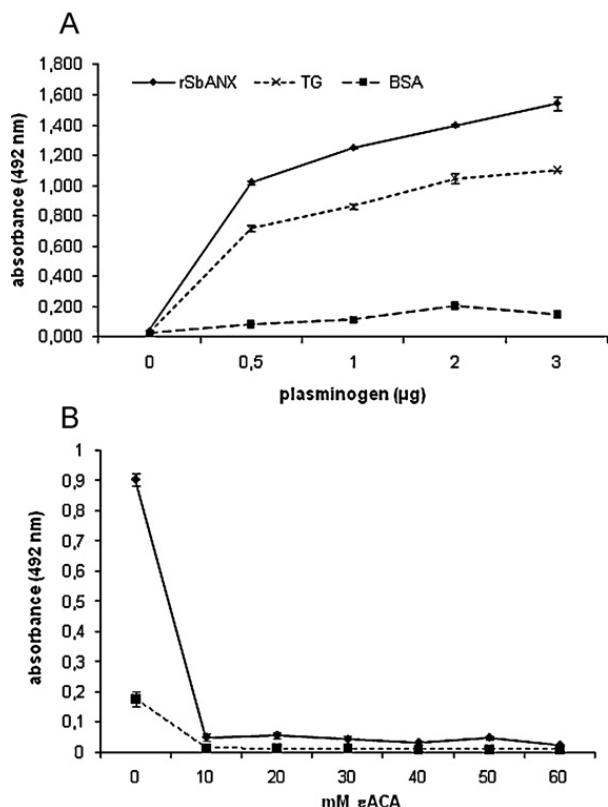 A
absorbance (492 nm)
1,800
1,600
1,400
1,200
1,000
0,800
0,600
0,400
0,200
0,000
rSbANX TG BSA
0 0,5 1 2 3
plasminogen (µg)
B
absorbance (492 nm)
1
0,9
0,8
0,7
0,6
0,5
0,4
0,3
0,2
0,1
0
0 10 20 30 40 50 60
mM εACA